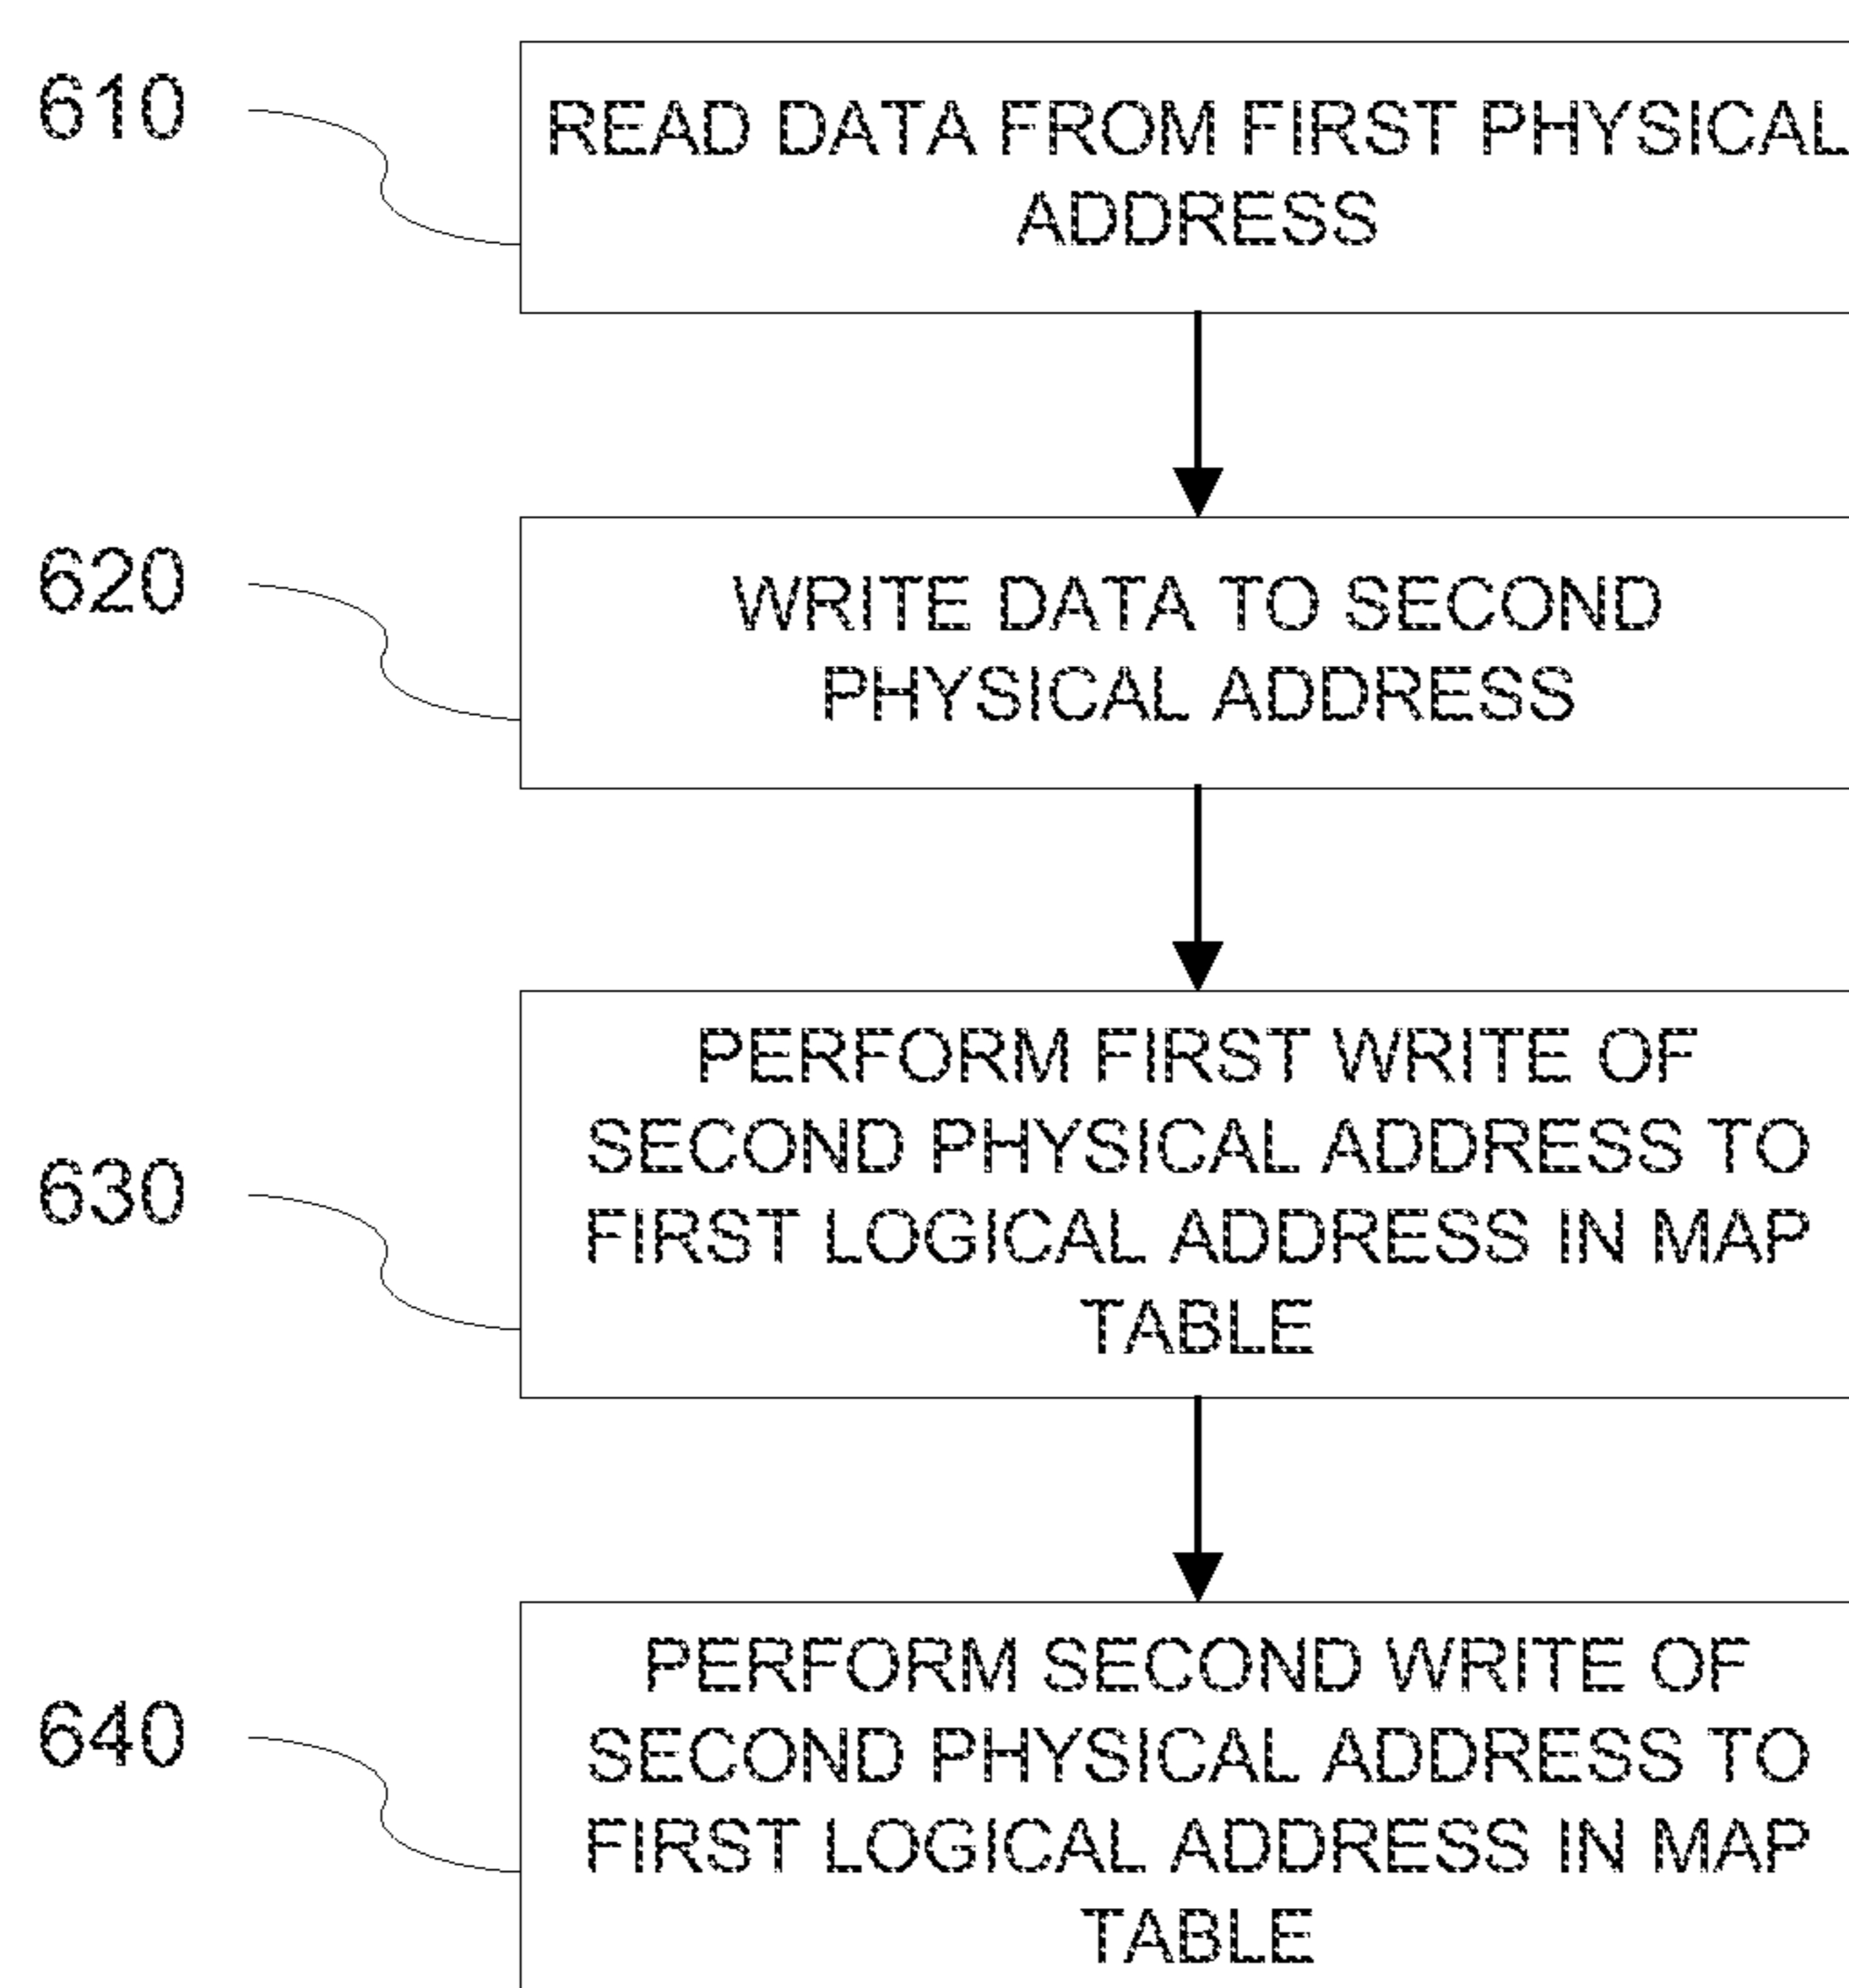 610
READ DATA FROM FIRST PHYSICAL
ADDRESS
620
WRITE DATA TO SECOND
PHYSICAL ADDRESS
630
PERFORM FIRST WRITE OF
SECOND PHYSICAL ADDRESS TO
FIRST LOGICAL ADDRESS IN MAP
TABLE
640
PERFORM SECOND WRITE OF
SECOND PHYSICAL ADDRESS TO
FIRST LOGICAL ADDRESS IN MAP
TABLE